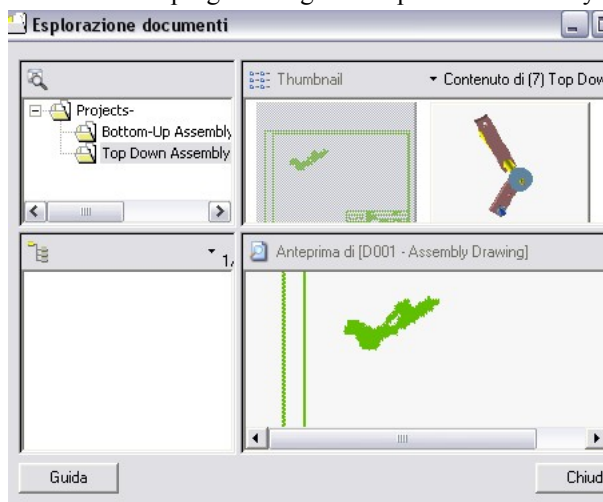 Esplorazione documenti
Thumbnail
Contenuto di (7) Top Dow
Projects-
Bottom-Up Assembly
Top Down Assembly
Anteprima di [D001 - Assembly Drawing]
Guida
Chiud